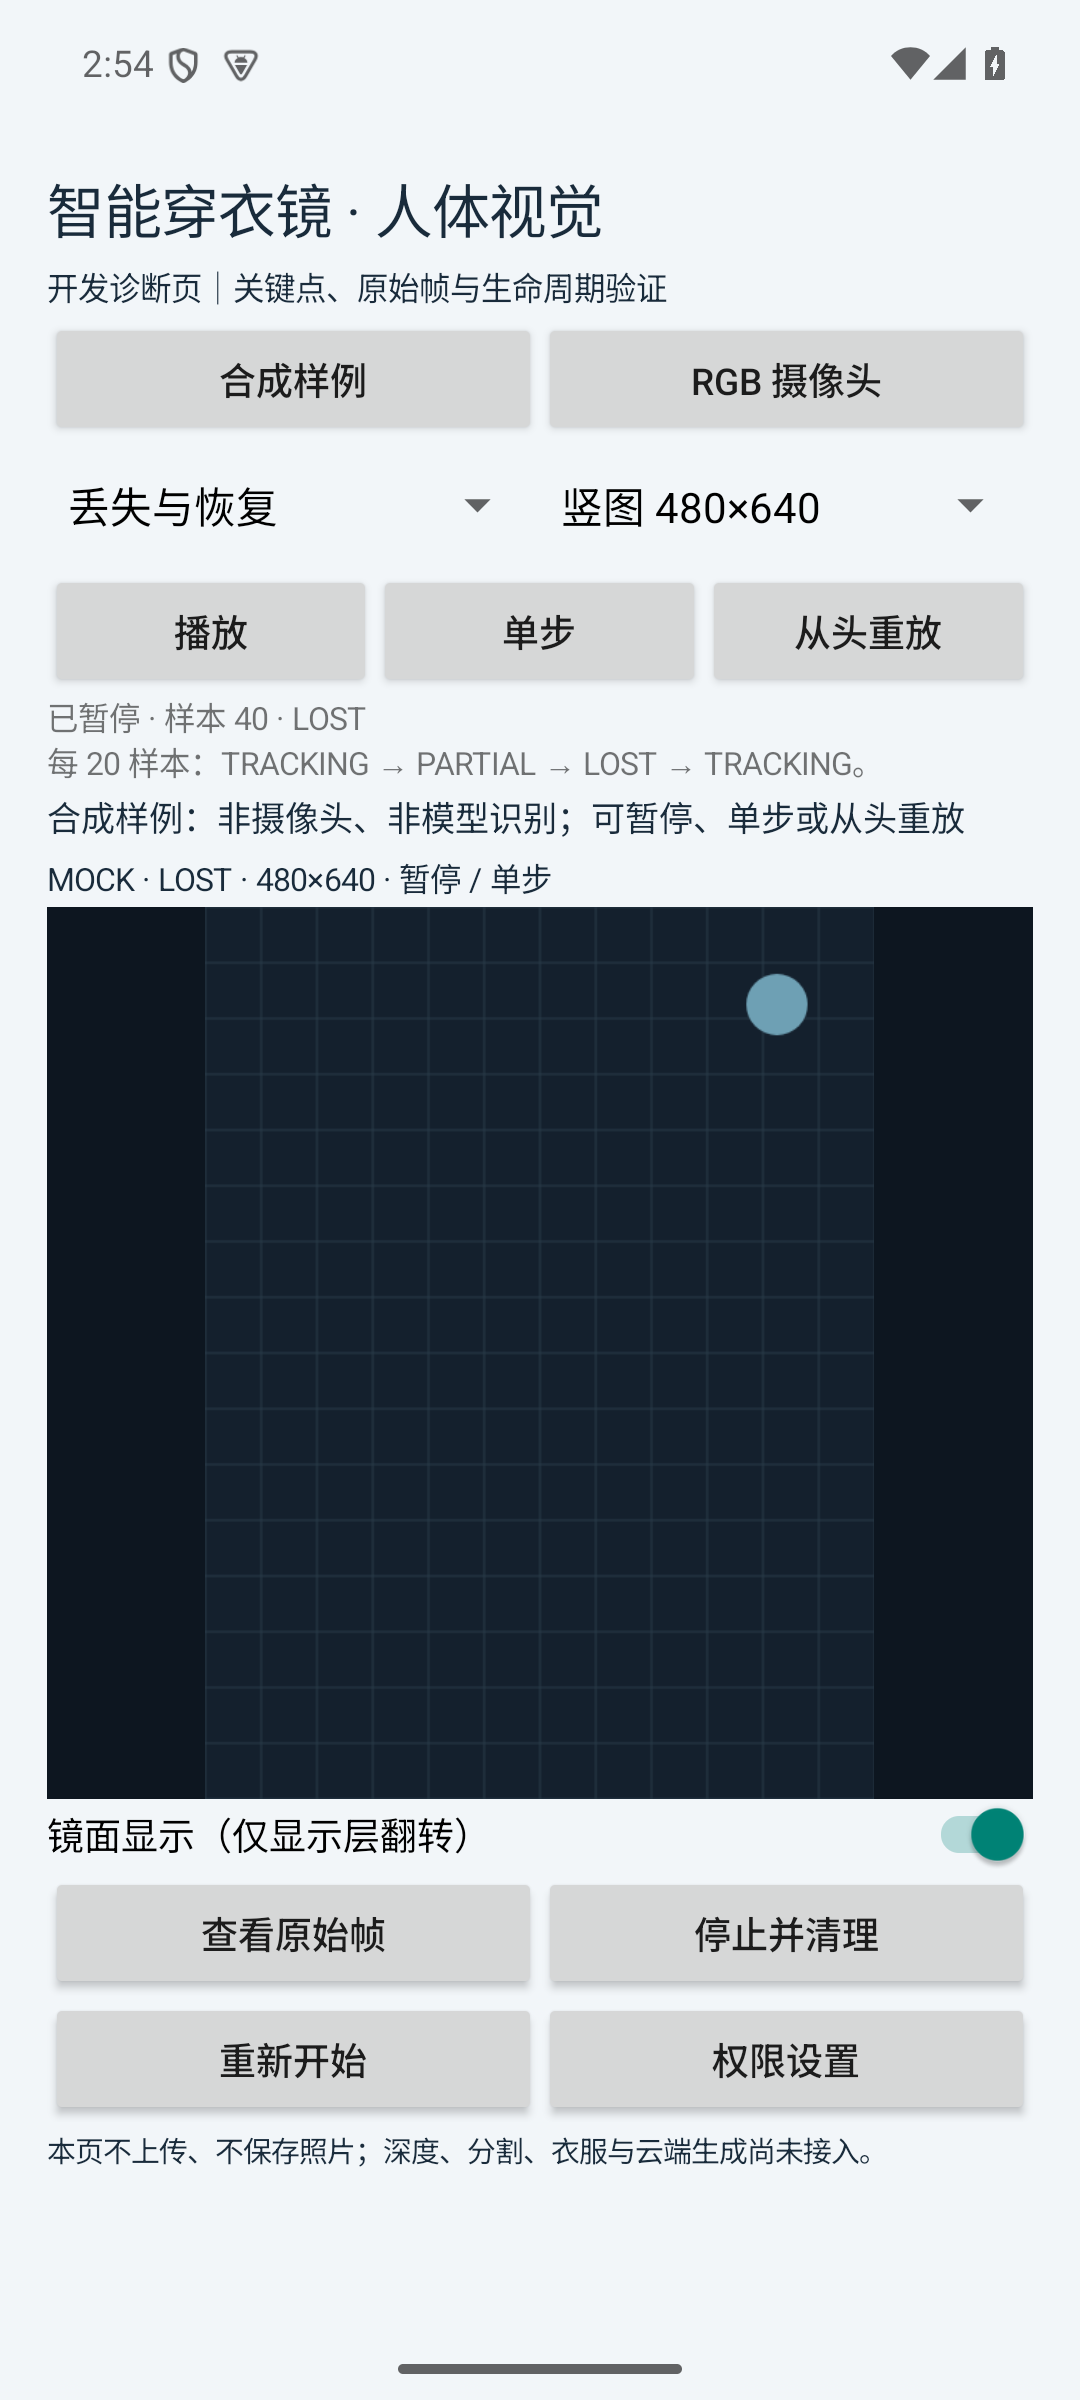 2:54
智能穿衣镜 · 人体视觉
开发诊断页｜关键点、原始帧与生命周期验证
合成样例
RGB 摄像头
丢失与恢复
竖图 480×640
播放
单步
从头重放
已暂停 · 样本 40 · LOST
每 20 样本：TRACKING → PARTIAL → LOST → TRACKING。
合成样例：非摄像头、非模型识别；可暂停、单步或从头重放
MOCK · LOST · 480×640 · 暂停 / 单步
镜面显示（仅显示层翻转）
查看原始帧
停止并清理
重新开始
权限设置
本页不上传、不保存照片；深度、分割、衣服与云端生成尚未接入。